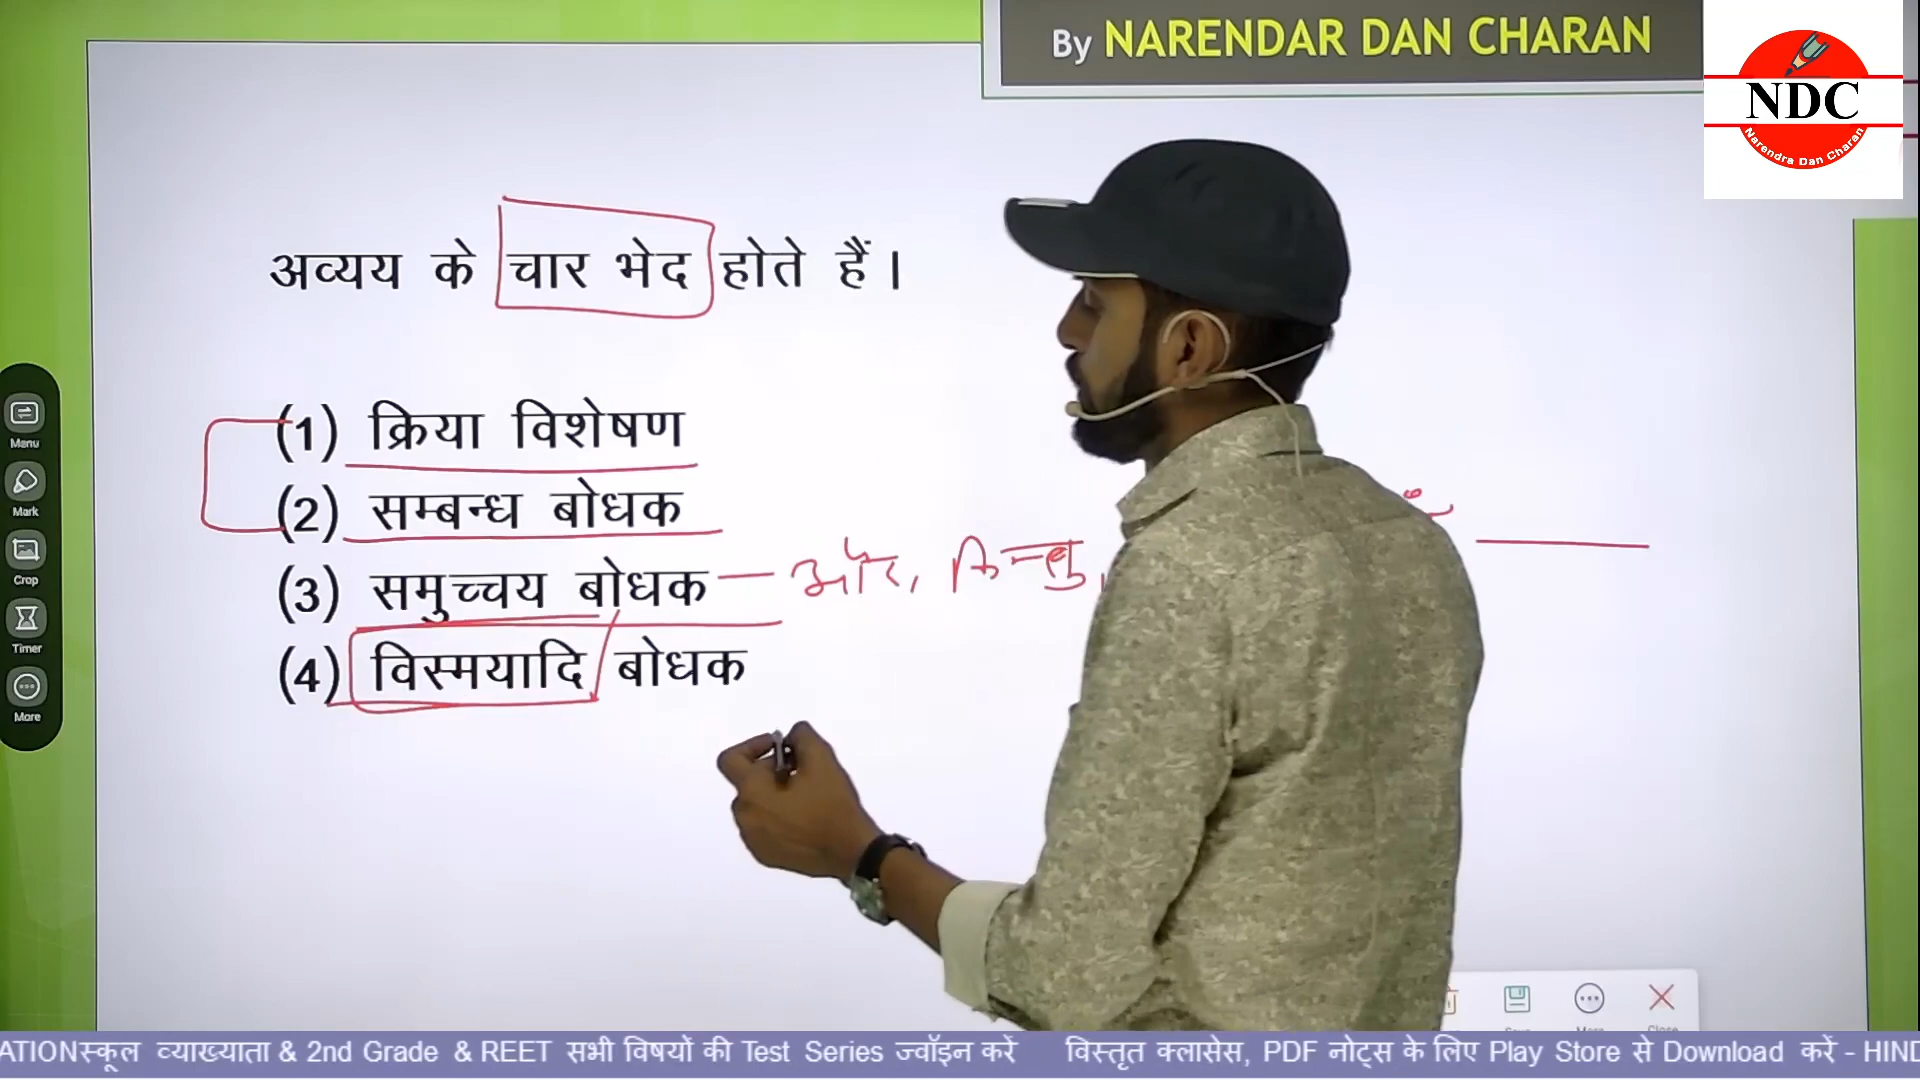 By NARENDAR DAN CHARAN
NDC
Narendra Dan Charan
अव्यय के चार भेद होते हैं।
(1) क्रिया विशेषण
(2) सम्बन्ध बोधक
(3) समुच्चय बोधक — और, किन्तु,
(4) विस्मयादि बोधक
Menu
Mark
Crop
Timer
More
ATIONस्कूल व्याख्याता & 2nd Grade & REET सभी विषयों की Test Series ज्वॉइन करें विस्तृत क्लासेस, PDF नोट्स के लिए Play Store से Download करें - HIND